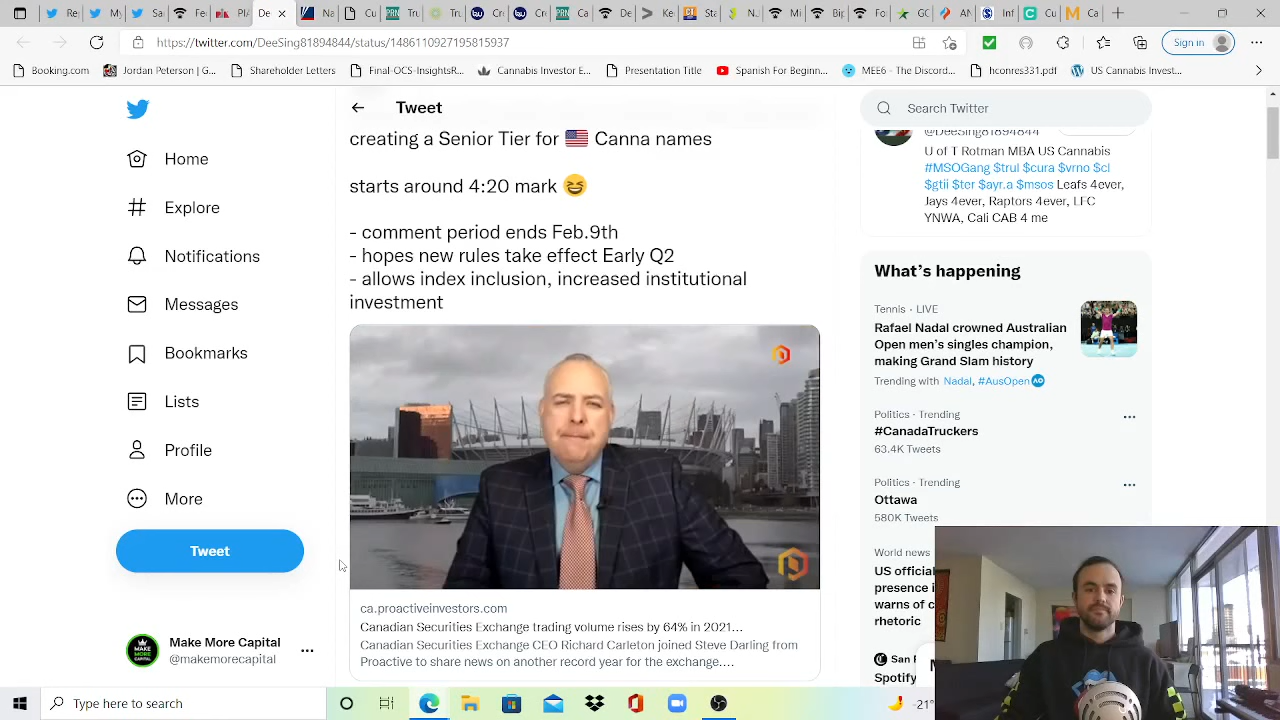 https://twitter.com/DeeSing81894844/status/1486110927195815937
Sign in
Booking.com
Jordan Peterson | G...
Shareholder Letters
Final-OCS-InsightsR...
Cannabis Investor E...
Presentation Title
Spanish For Beginn...
MEE6 - The Discord
hconres331.pdf
US Cannabis Invest...
Tweet
Search Twitter
creating a Senior Tier for 🇺🇸 Canna names
starts around 4:20 mark 😆
- comment period ends Feb.9th
- hopes new rules take effect Early Q2
- allows index inclusion, increased institutional
investment
ca.proactiveinvestors.com
Canadian Securities Exchange trading volume rises by 64% in 2021...
Canadian Securities Exchange CEO Richard Carleton joined Steve Darling from
Proactive to share news on another record year for the exchange....
Home
Explore
Notifications
Messages
Bookmarks
Lists
Profile
More
Tweet
Make More Capital
@makemorecapital
MAKE
MORE
CAPITAL
@DeeSing81894844
U of T Rotman MBA US Cannabis
#MSOGang $trul $cura $vrno $cl
$gtii $ter $ayr.a $msos Leafs 4ever,
Jays 4ever, Raptors 4ever, LFC
YNWA, Cali CAB 4 me
What's happening
Tennis · LIVE
Rafael Nadal crowned Australian
Open men's singles champion,
making Grand Slam history
Trending with Nadal, #AusOpen
Politics · Trending
#CanadaTruckers
63.4K Tweets
Politics · Trending
Ottawa
580K Tweets
World news
US official
presence i
warns of c
rhetoric
San F
Spotify
Type here to search
-21°